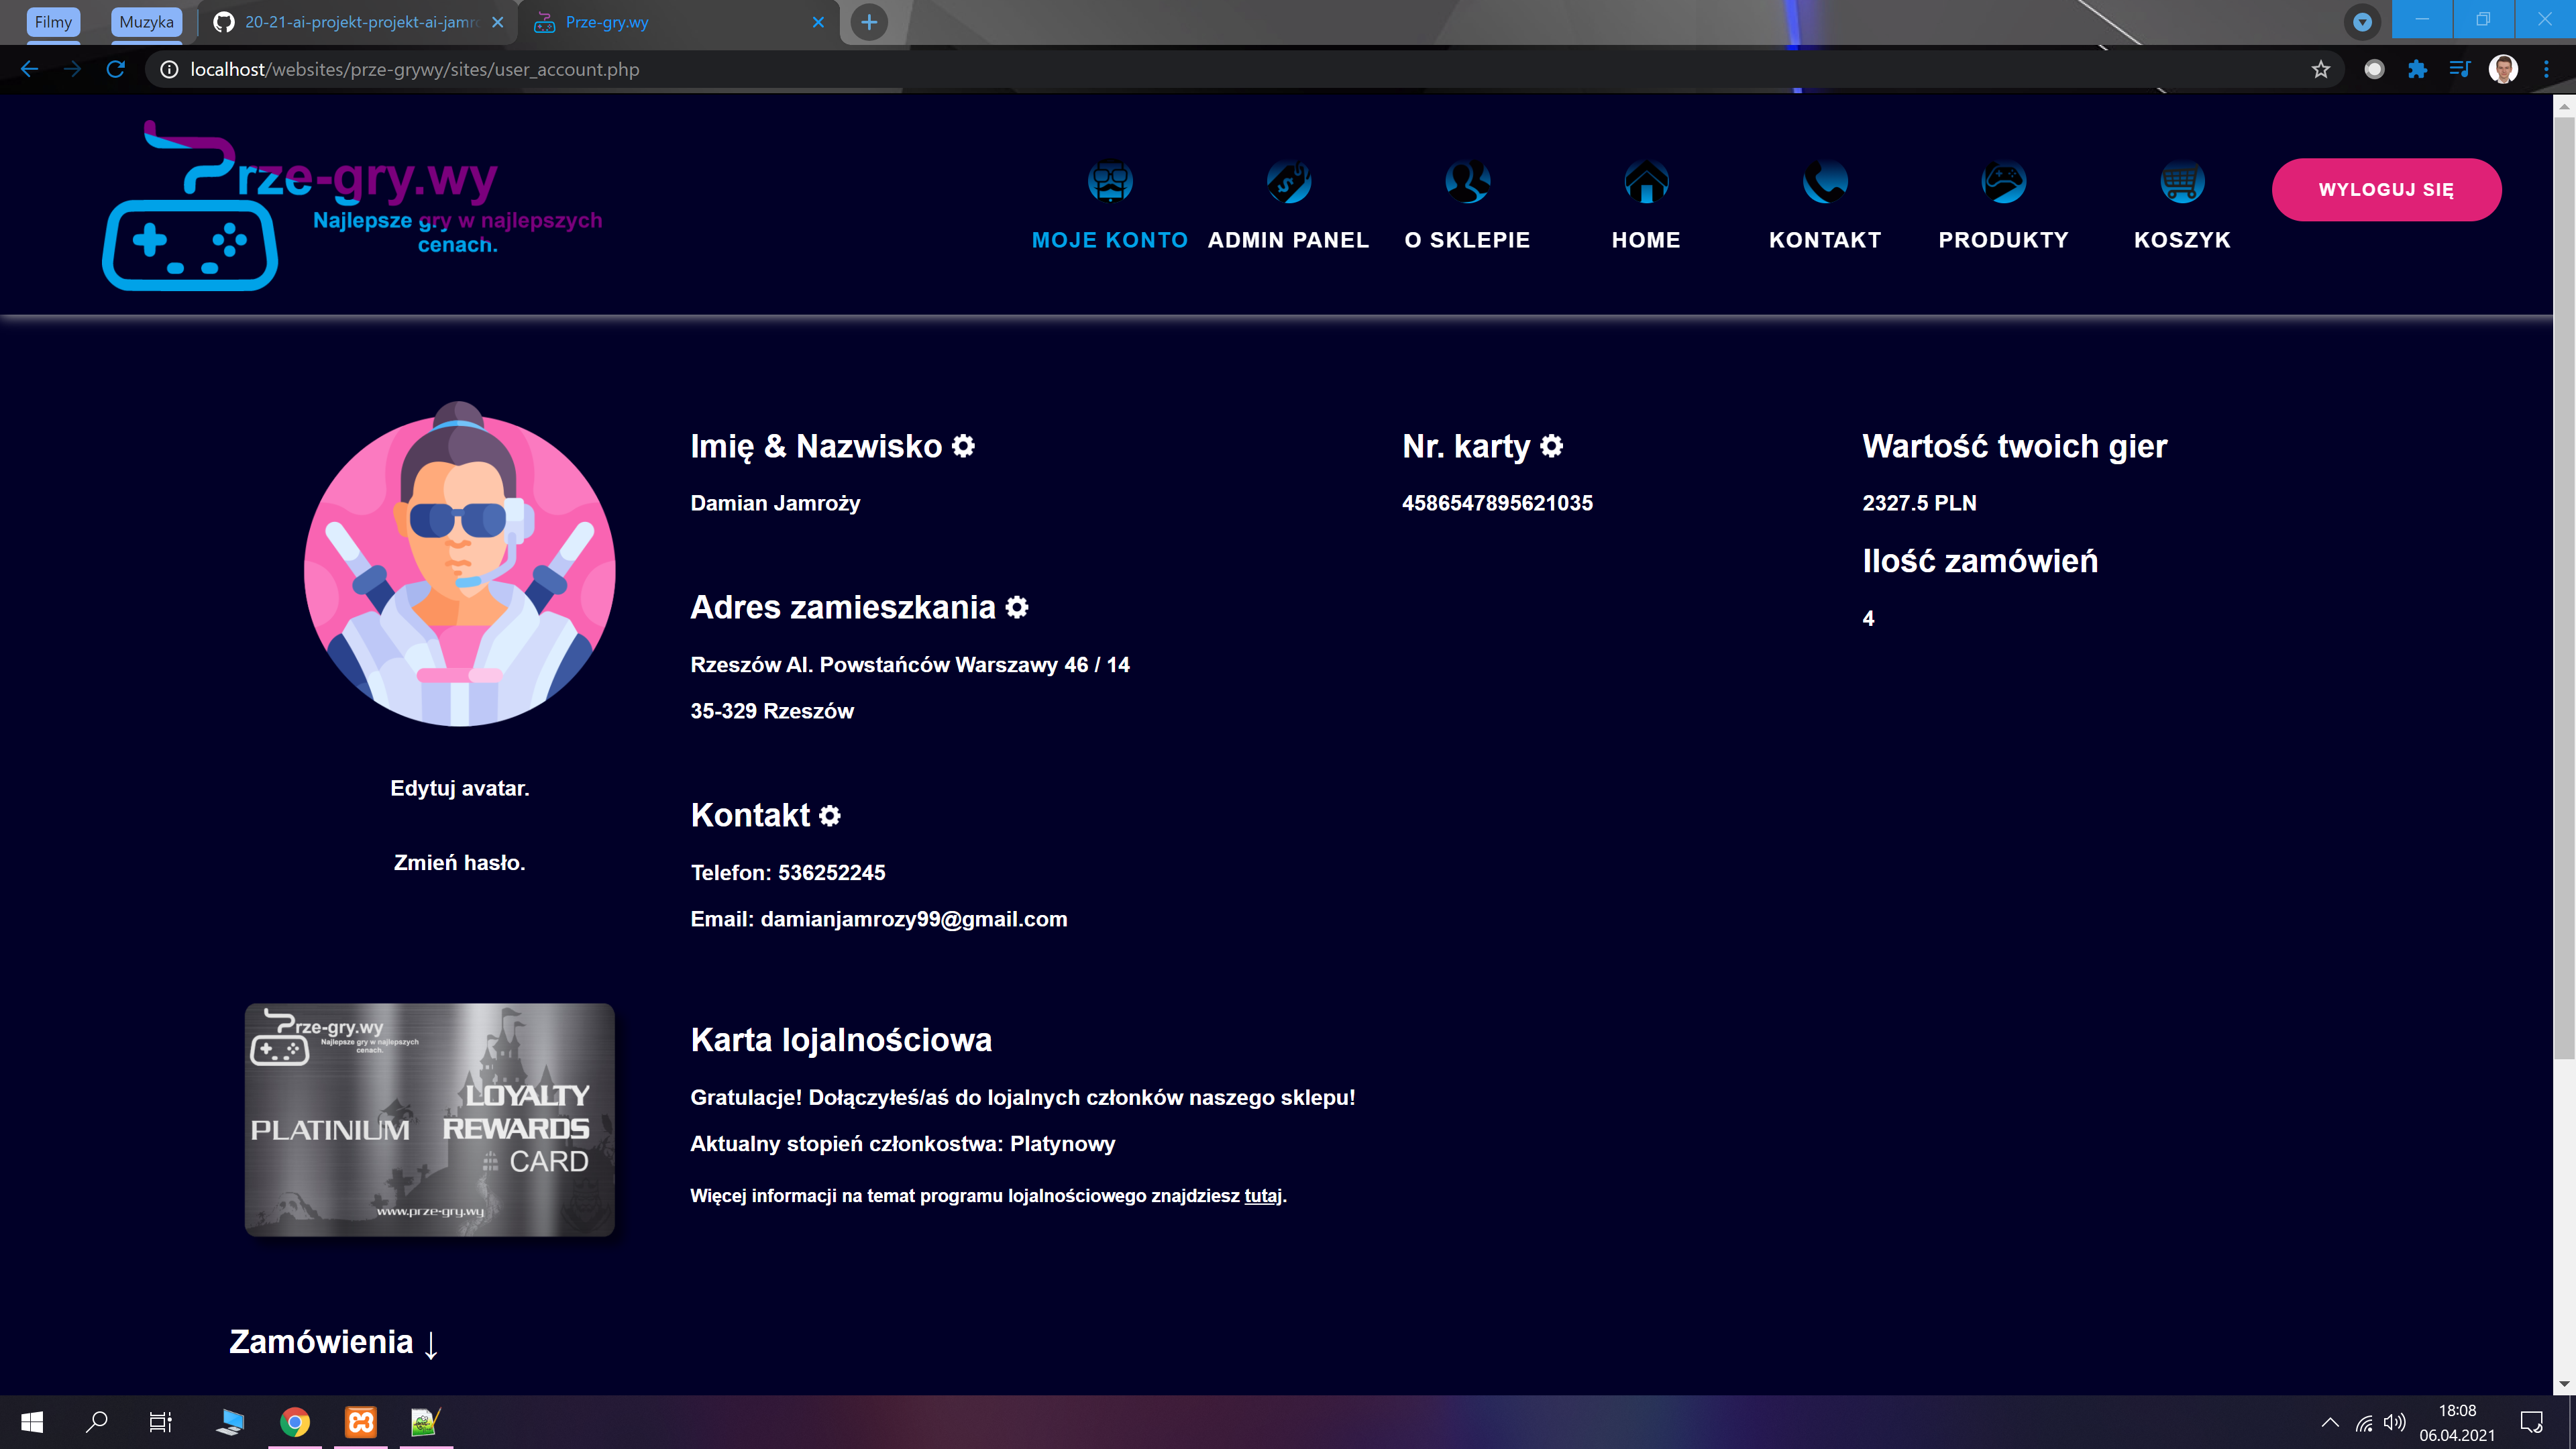 Filmy
Muzyka
20-21-ai-projekt-projekt-ai-jamro
Prze-gry.wy
localhost/websites/prze-grywy/sites/user_account.php
Prze-gry.wy
Najlepsze gry w najlepszych
cenach.
MOJE KONTO
ADMIN PANEL
O SKLEPIE
HOME
KONTAKT
PRODUKTY
KOSZYK
WYLOGUJ SIĘ
Imię & Nazwisko
Damian Jamroży
Nr. karty
4586547895621035
Wartość twoich gier
2327.5 PLN
Ilość zamówień
4
Adres zamieszkania
Rzeszów Al. Powstańców Warszawy 46 / 14
35-329 Rzeszów
Edytuj avatar.
Zmień hasło.
Kontakt
Telefon: 536252245
Email: damianjamrozy99@gmail.com
Prze-gry.wy
Najlepsze gry w najlepszych
cenach.
PLATINIUM
LOYALTY
REWARDS
CARD
www.prze-gry.wy
Karta lojalnościowa
Gratulacje! Dołączyłeś/aś do lojalnych członków naszego sklepu!
Aktualny stopień członkostwa: Platynowy
Więcej informacji na temat programu lojalnościowego znajdziesz tutaj.
Zamówienia ↓
18:08
06.04.2021